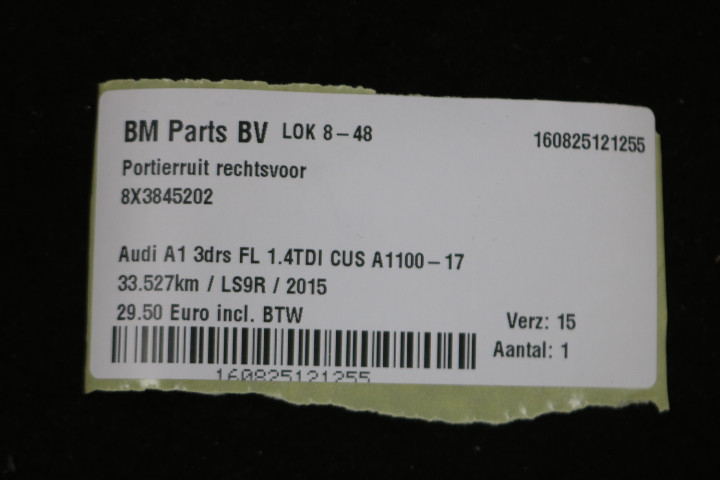 BM Parts BV LOK 8-48 160825121255
Portierruit rechtsvoor
8X3845202
Audi A1 3drs FL 1.4TDI CUS A1100-17
33.527km / LS9R / 2015
29.50 Euro incl. BTW
Verz: 15
Aantal: 1
160825121255